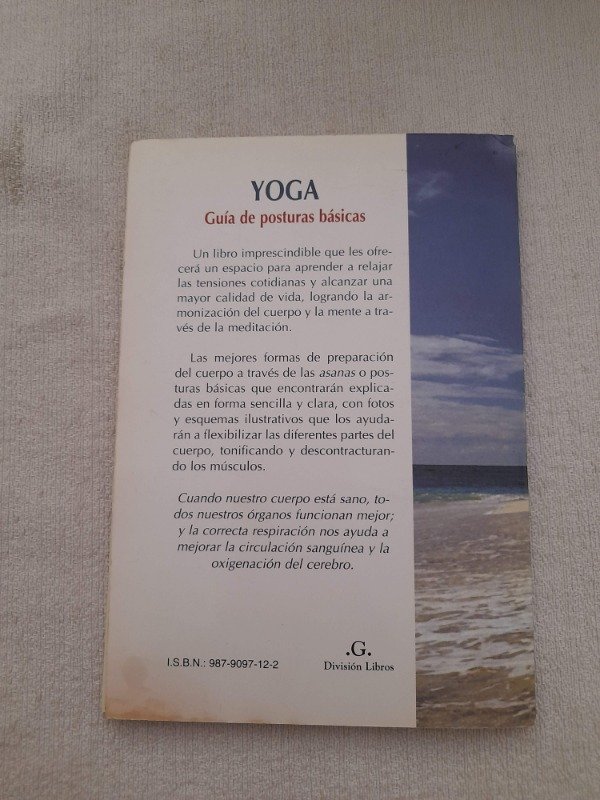 YOGA
Guía de posturas básicas
Un libro imprescindible que les ofre-
cerá un espacio para aprender a relajar
las tensiones cotidianas y alcanzar una
mayor calidad de vida, logrando la ar-
monización del cuerpo y la mente a tra-
vés de la meditación.
Las mejores formas de preparación
del cuerpo a través de las asanas o pos-
turas básicas que encontrarán explica-
das en forma sencilla y clara, con fotos
y esquemas ilustrativos que los ayuda-
rán a flexibilizar las diferentes partes del
cuerpo, tonificando y descontracturan-
do los músculos.
Cuando nuestro cuerpo está sano, to-
dos nuestros órganos funcionan mejor;
y la correcta respiración nos ayuda a
mejorar la circulación sanguínea y la
oxigenación del cerebro.
I.S.B.N.: 987-9097-12-2
.G.
División Libros